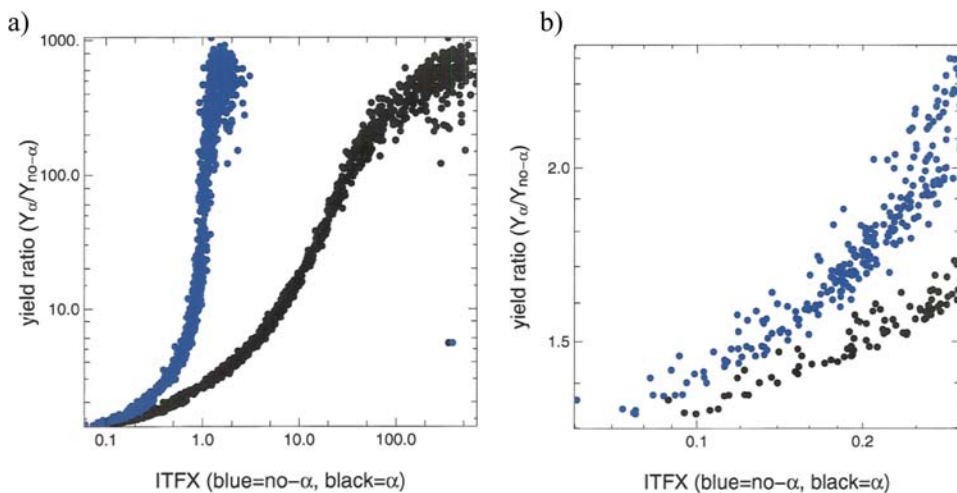 a)
1000.
100.0
10.0
yield ratio (Yα/Yno−α)
0.1 1.0 10.0 100.0
ITFX (blue=no−α, black=α)
b)
2.0
1.5
yield ratio (Yα/Yno−α)
0.1 0.2
ITFX (blue=no−α, black=α)